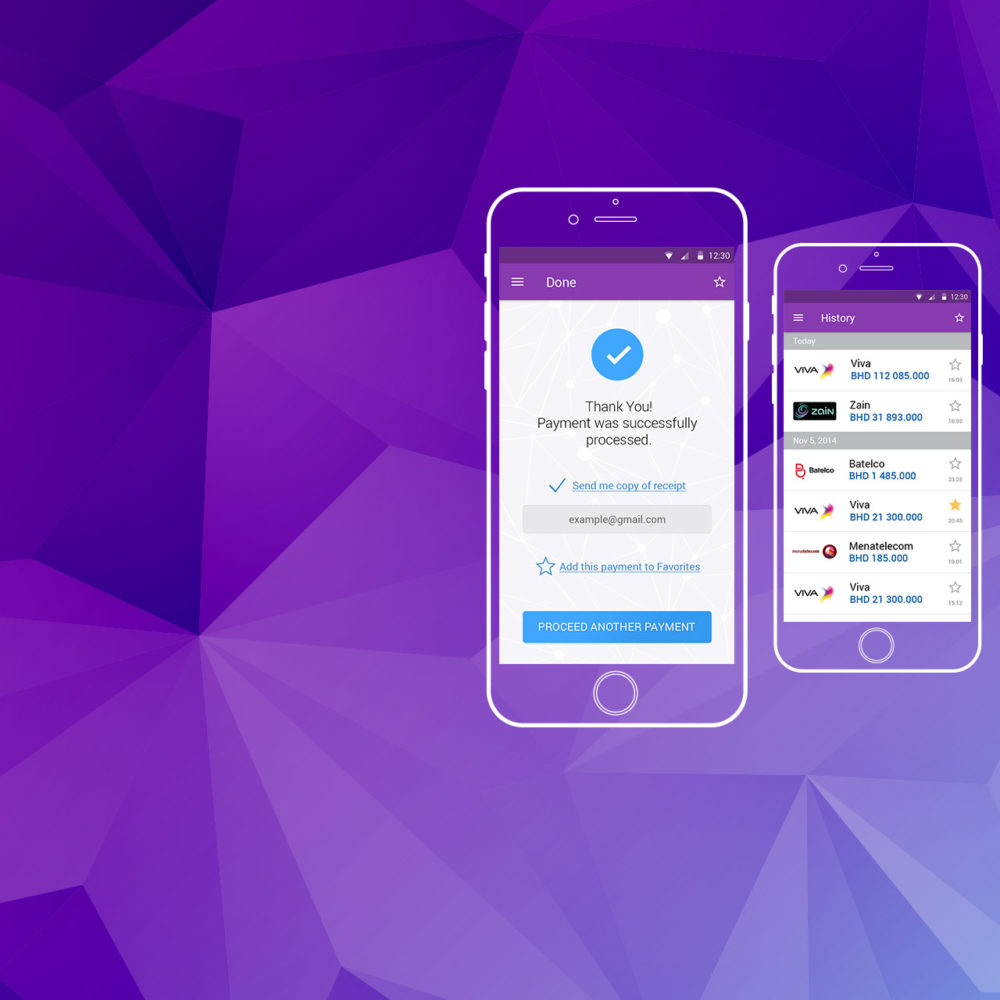 12:30
Done
Thank You!
Payment was successfully
processed.
Send me copy of receipt
example@gmail.com
Add this payment to Favorites
PROCEED ANOTHER PAYMENT
12:30
History
Today
VIVA
Viva
BHD 112 085.000
16:03
ZAIN
Zain
BHD 31 893.000
16:03
Nov 5, 2014
Batelco
Batelco
BHD 1 485.000
23:25
VIVA
Viva
BHD 21 300.000
20:45
menatelecom
Menatelecom
BHD 185.000
19:01
VIVA
Viva
BHD 21 300.000
15:12